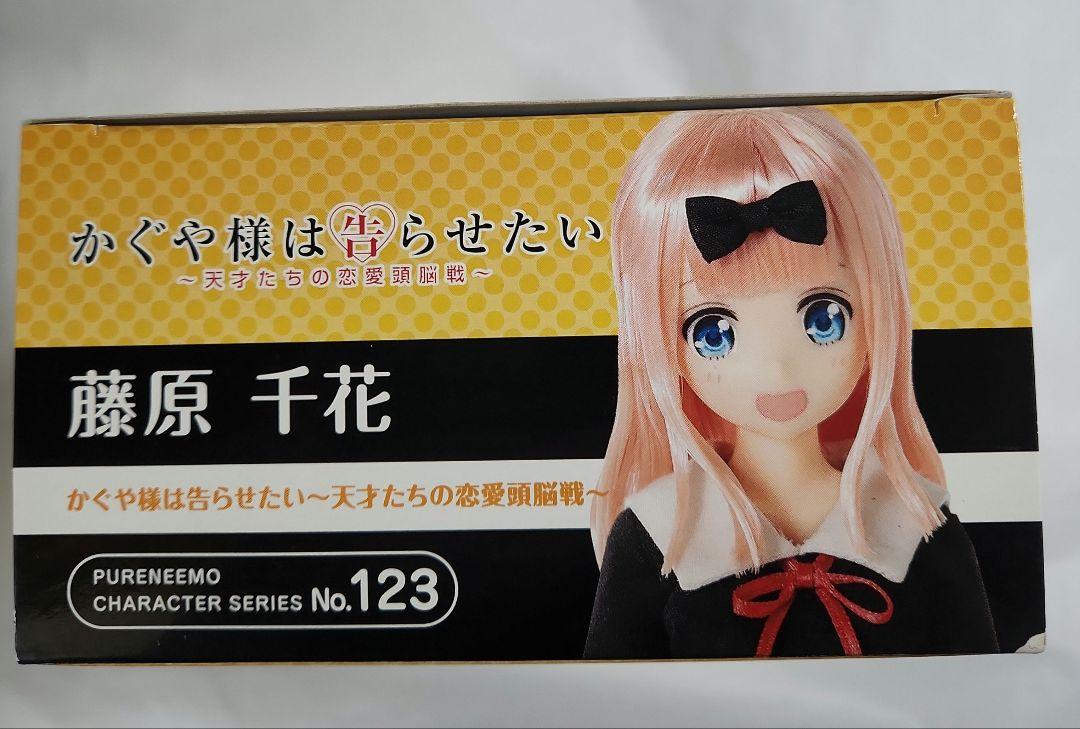 かぐや様は告らせたい
～天才たちの恋愛頭脳戦～
藤原 千花
かぐや様は告らせたい～天才たちの恋愛頭脳戦～
PURENEEMO
CHARACTER SERIES No.123